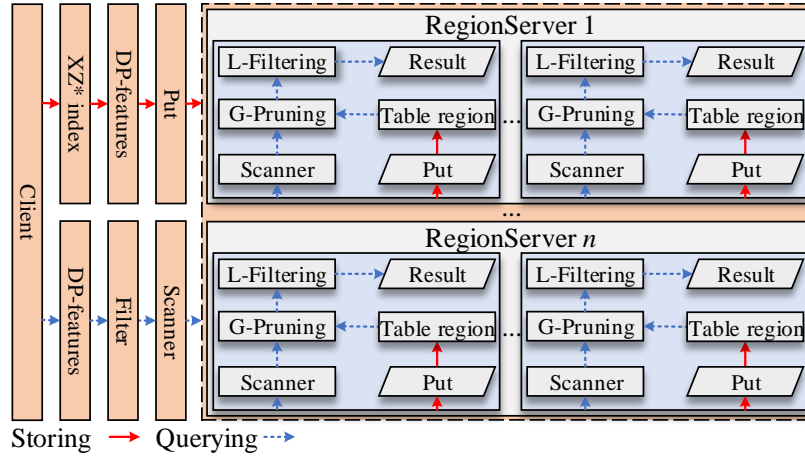 Client
XZ* index
DP-features
Put
DP-features
Filter
Scanner
RegionServer 1
L-Filtering
Result
G-Pruning
Table region
Scanner
Put
...
L-Filtering
Result
G-Pruning
Table region
Scanner
Put
...
RegionServer n
L-Filtering
Result
G-Pruning
Table region
Scanner
Put
...
L-Filtering
Result
G-Pruning
Table region
Scanner
Put
Storing
Querying